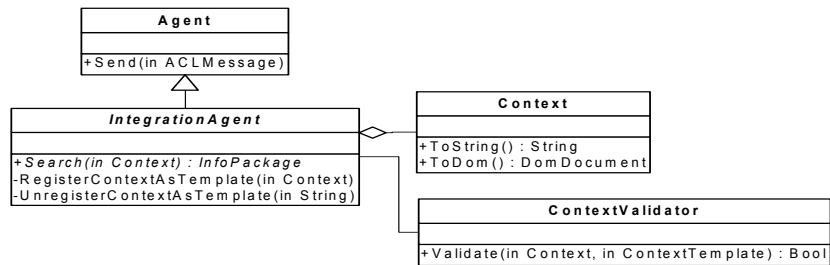 Agent
+Send(in ACLMessage)
IntegrationAgent
+Search(in Context) : InfoPackage
-RegisterContextAsTemplate(in Context)
-UnregisterContextAsTemplate(in String)
Context
+ToString() : String
+ToDom() : DomDocument
ContextValidator
+Validate(in Context, in ContextTemplate) : Bool